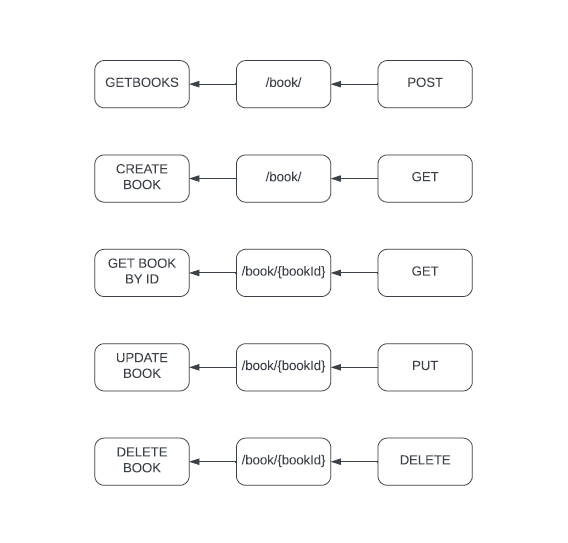 GETBOOKS
/book/
POST
CREATE
BOOK
/book/
GET
GET BOOK
BY ID
/book/{bookId}
GET
UPDATE
BOOK
/book/{bookId}
PUT
DELETE
BOOK
/book/{bookId}
DELETE